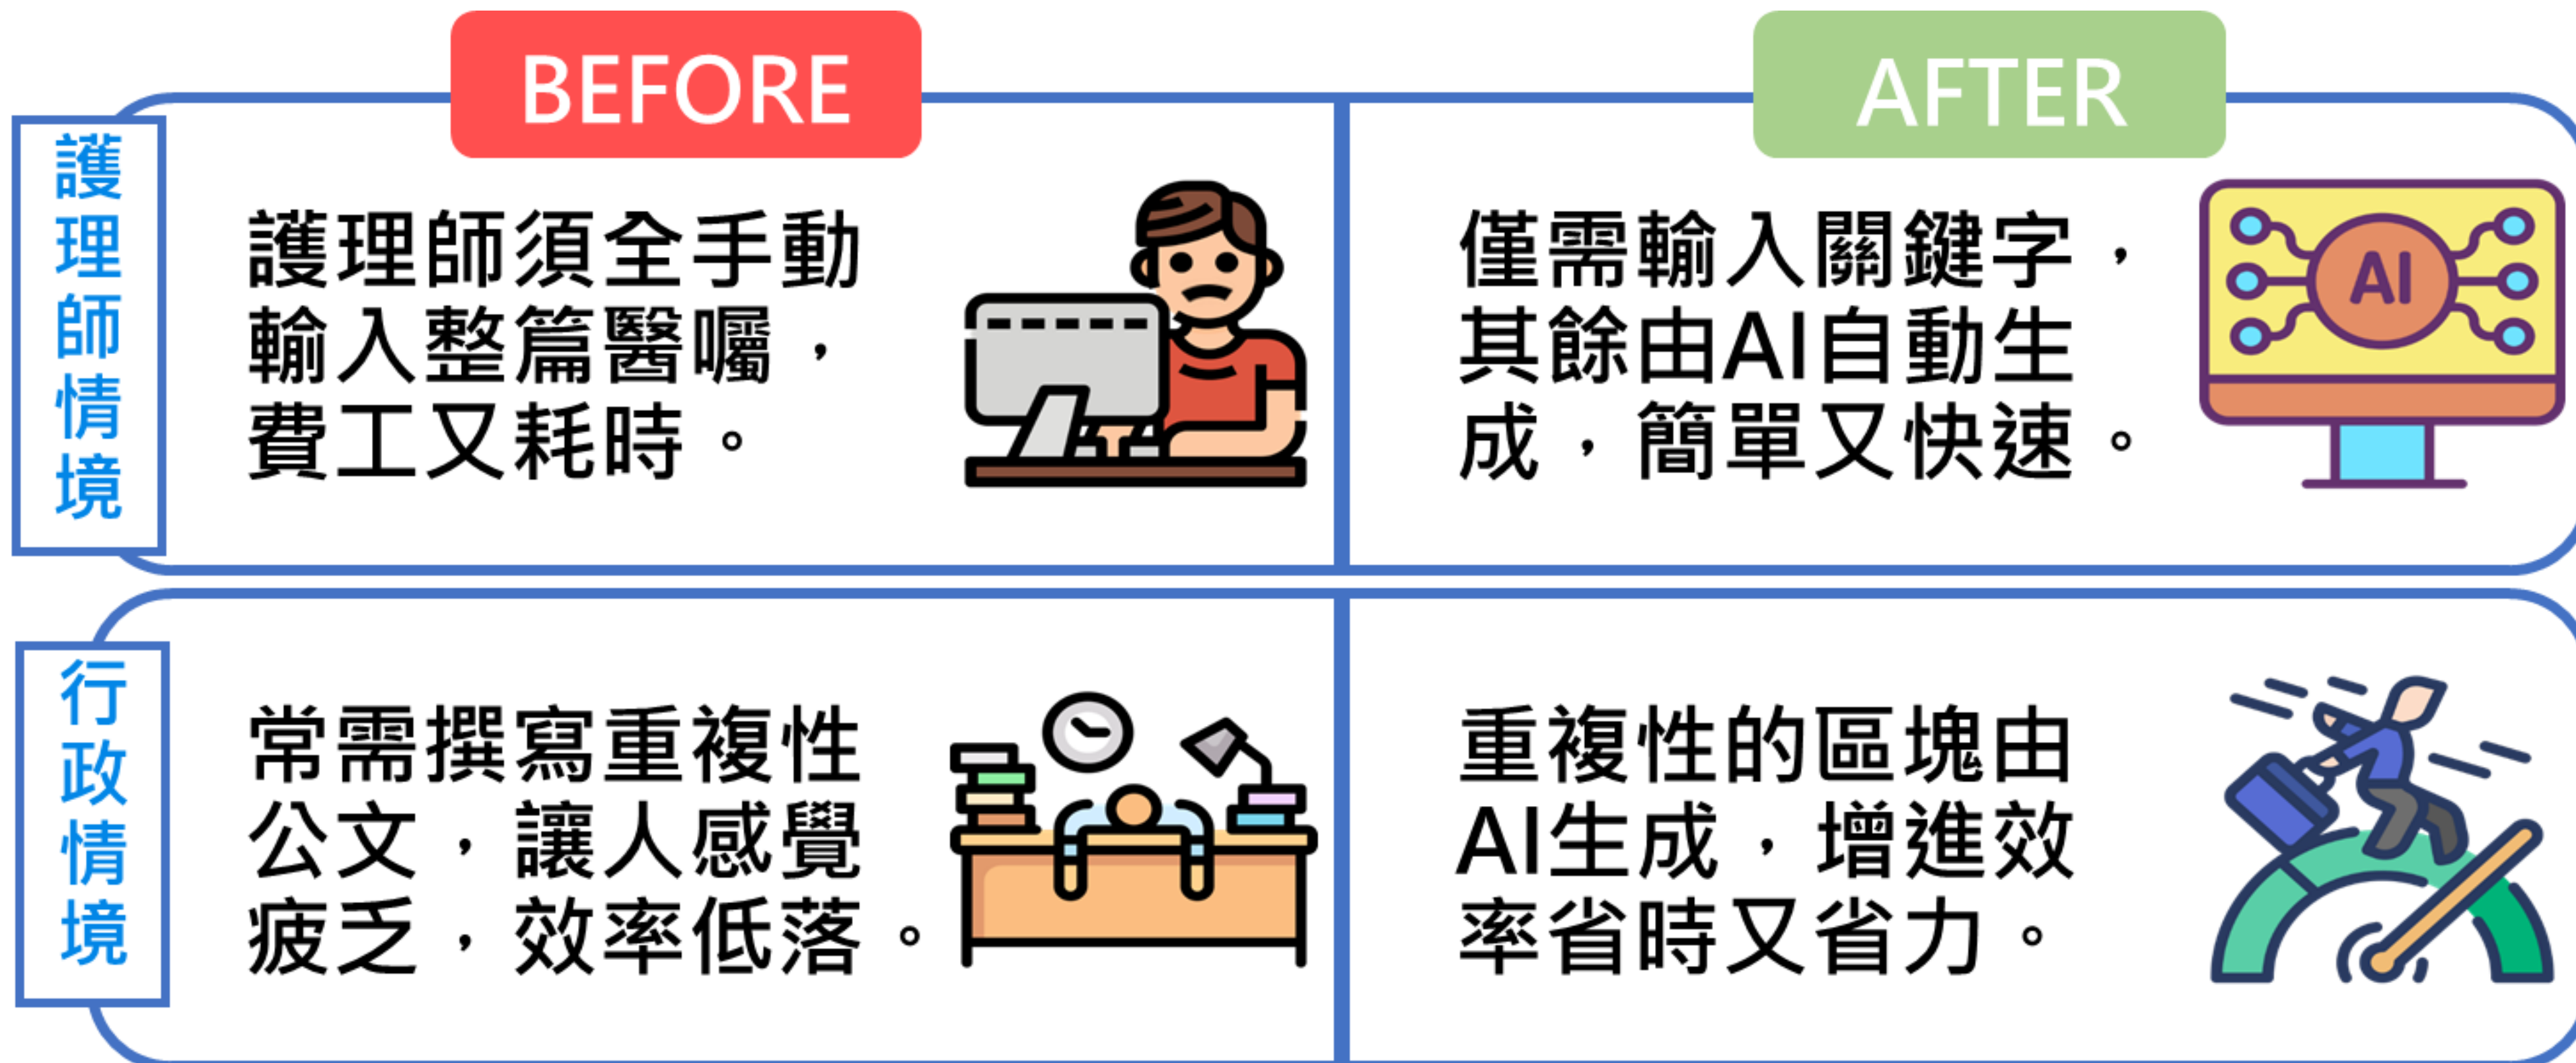 BEFORE
AFTER
護理師情境
護理師須全手動
輸入整篇醫囑，
費工又耗時。
僅需輸入關鍵字，
其餘由AI自動生
成，簡單又快速。
AI
行政情境
常需撰寫重複性
公文，讓人感覺
疲乏，效率低落。
重複性的區塊由
AI生成，增進效
率省時又省力。